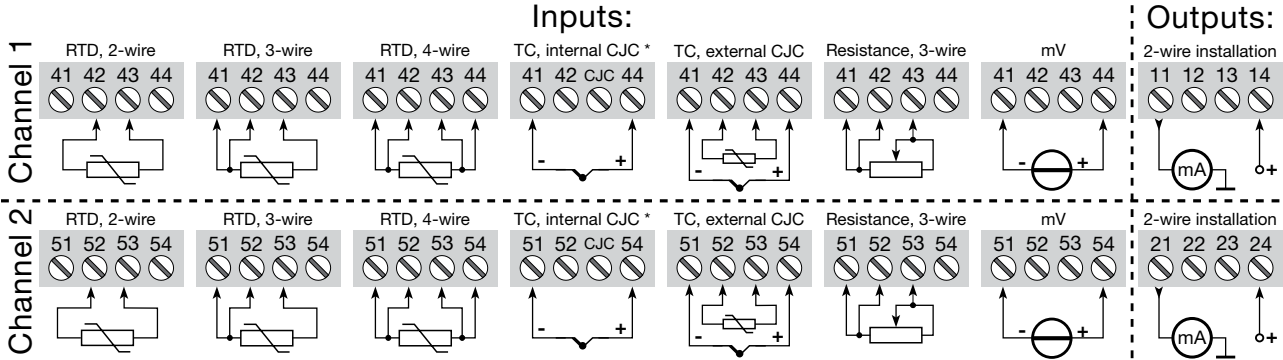 Inputs:
Outputs:
Channel 1
RTD, 2-wire
RTD, 3-wire
RTD, 4-wire
TC, internal CJC *
TC, external CJC
Resistance, 3-wire
mV
2-wire installation
41 42 43 44
41 42 43 44
41 42 43 44
41 42 CJC 44
41 42 43 44
41 42 43 44
41 42 43 44
11 12 13 14
- +
- +
- +
mA
+
Channel 2
RTD, 2-wire
RTD, 3-wire
RTD, 4-wire
TC, internal CJC *
TC, external CJC
Resistance, 3-wire
mV
2-wire installation
51 52 53 54
51 52 53 54
51 52 53 54
51 52 CJC 54
51 52 53 54
51 52 53 54
51 52 53 54
21 22 23 24
- +
- +
- +
mA
+